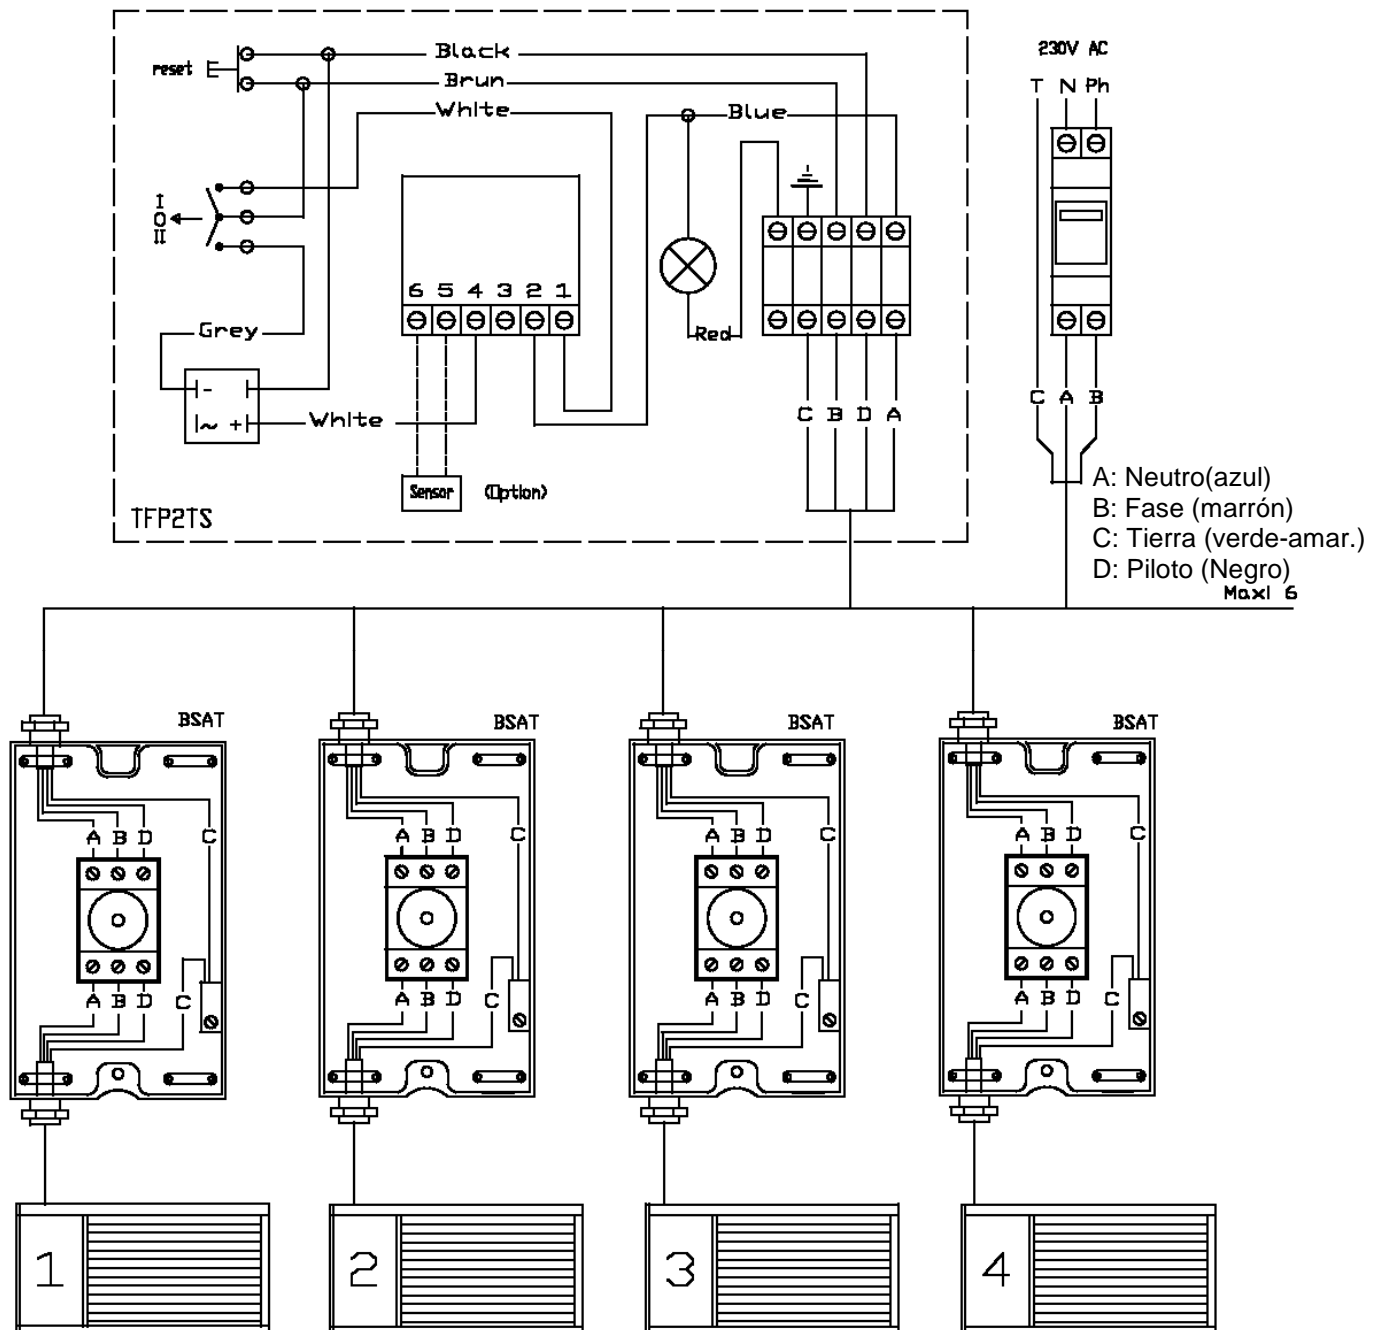 Black
230V AC
reset
Brun
T N Ph
White
Blue
I
O
II
6 5 4 3 2 1
Grey
Red
-
~ +
White
C B D A
C A B
Sensor (Option)
TFP2TS
A: Neutro(azul)
B: Fase (marrón)
C: Tierra (verde-amar.)
D: Piloto (Negro)
Maxi 6
BSAT BSAT BSAT BSAT
A B D C A B D C A B D C A B D C
A B D C A B D C A B D C A B D C
1 2 3 4